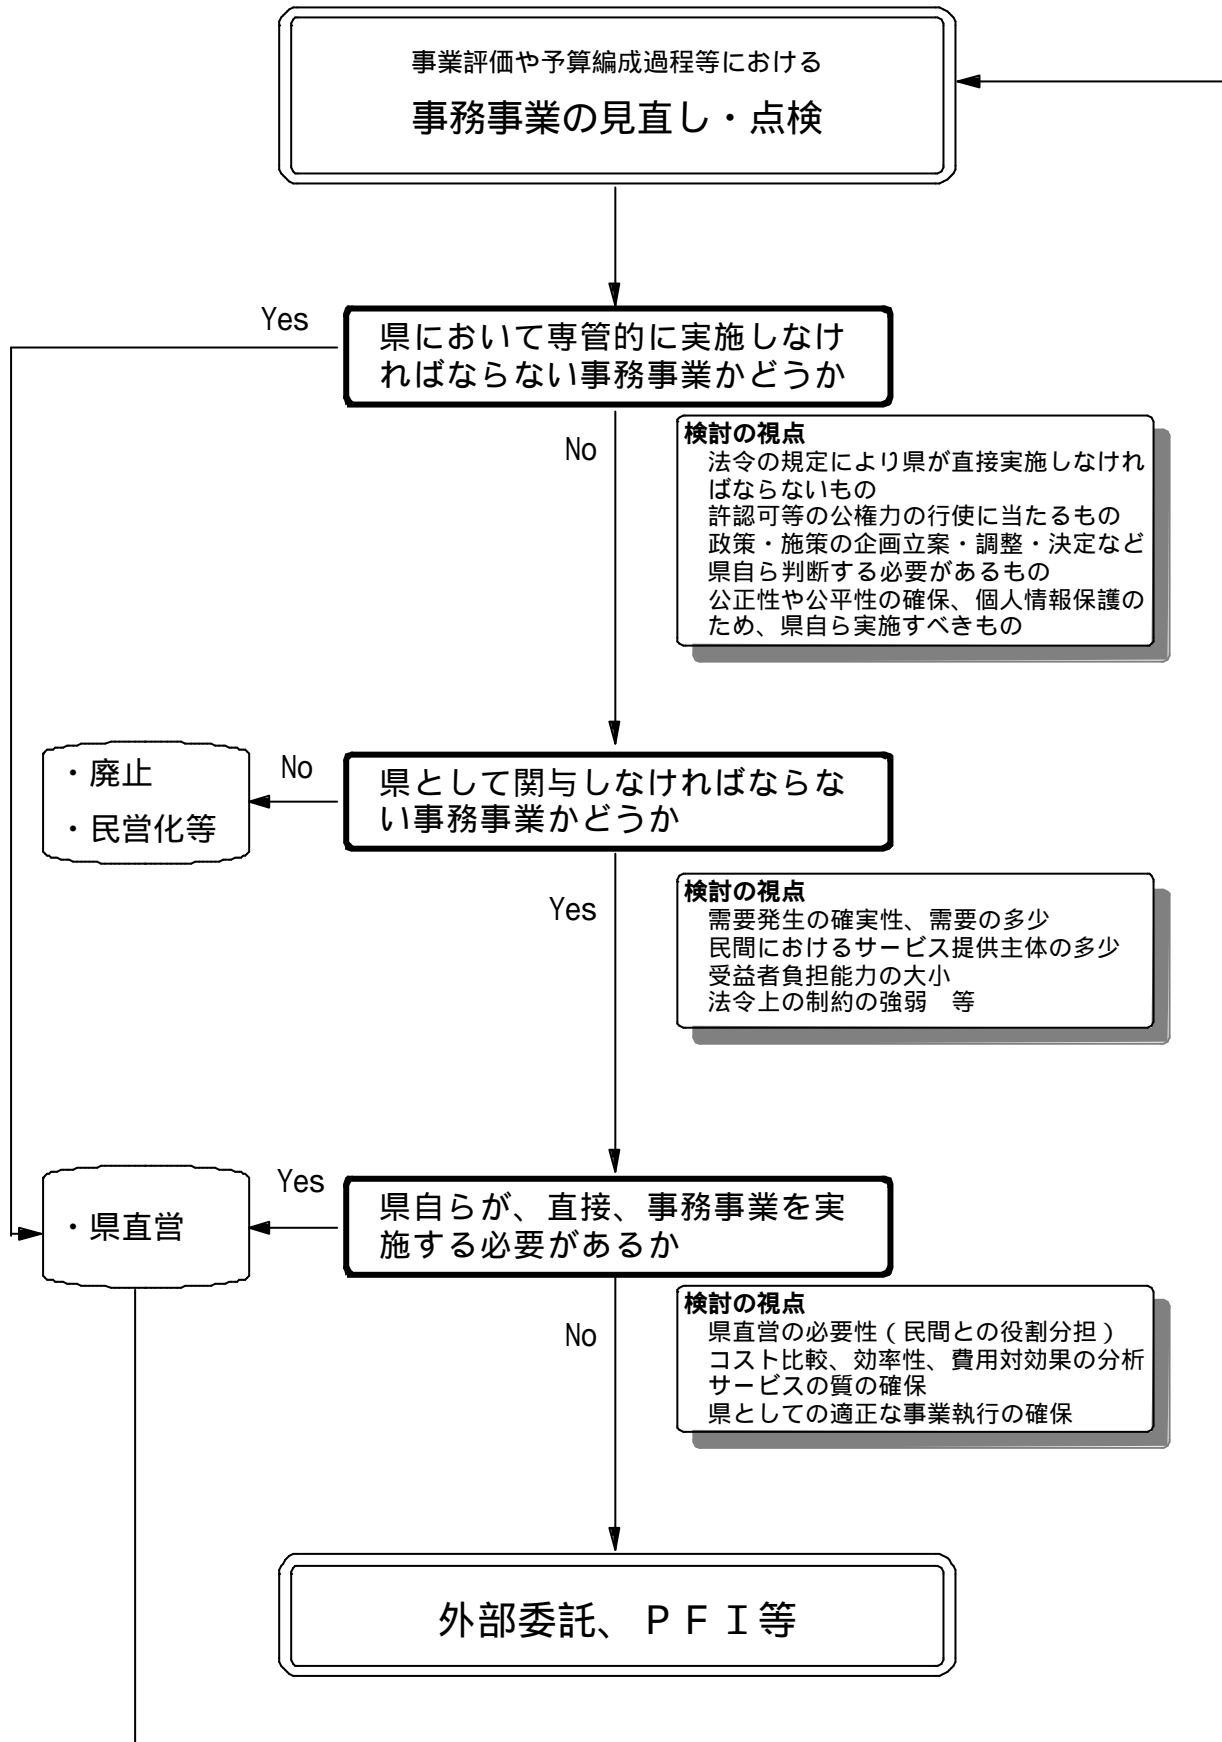 事業評価や予算編成過程等における
事務事業の見直し・点検
Yes
県において専管的に実施しなけ
ればならない事務事業かどうか
No
検討の視点
法令の規定により県が直接実施しなけれ
ばならないもの
許認可等の公権力の行使に当たるもの
政策・施策の企画立案・調整・決定など
県自ら判断する必要があるもの
公正性や公平性の確保、個人情報保護の
ため、県自ら実施すべきもの
・廃止
・民営化等
No
県として関与しなければならな
い事務事業かどうか
Yes
検討の視点
需要発生の確実性、需要の多少
民間におけるサービス提供主体の多少
受益者負担能力の大小
法令上の制約の強弱　等
・県直営
Yes
県自らが、直接、事務事業を実
施する必要があるか
No
検討の視点
県直営の必要性（民間との役割分担）
コスト比較、効率性、費用対効果の分析
サービスの質の確保
県としての適正な事業執行の確保
外部委託、ＰＦＩ等